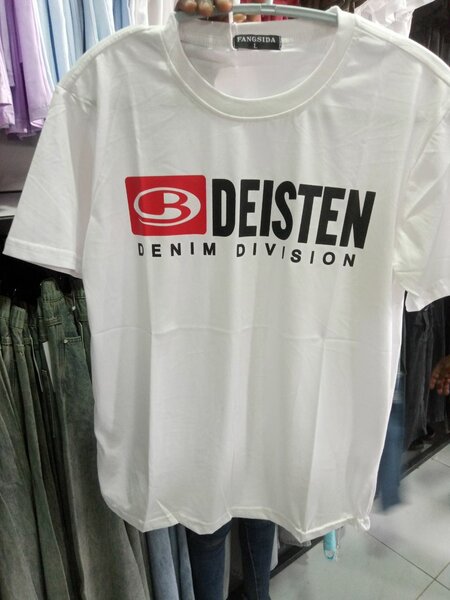 FANGSIDA
L
B DEISTEN
DENIM DIVISION